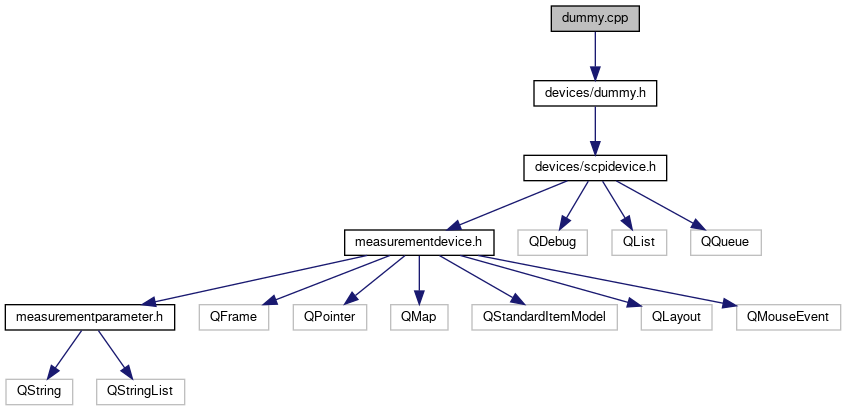 dummy.cpp
devices/dummy.h
devices/scpidevice.h
measurementdevice.h
QDebug
QList
QQueue
measurementparameter.h
QFrame
QPointer
QMap
QStandardItemModel
QLayout
QMouseEvent
QString
QStringList